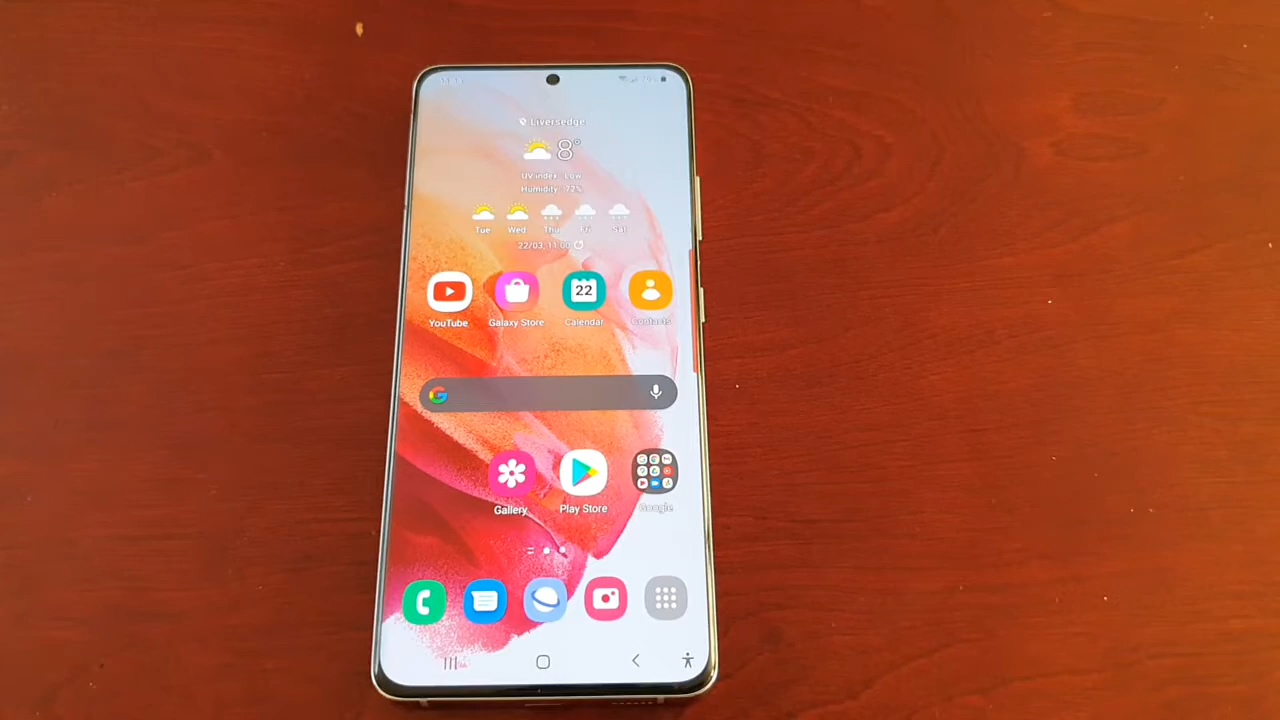 Liversedge
8°
UV index : Low
Humidity : 72%
Tue Wed Thu Fri Sat
22/03, 11:00
22
YouTube Galaxy Store Calendar Contacts
G
Gallery Play Store Google